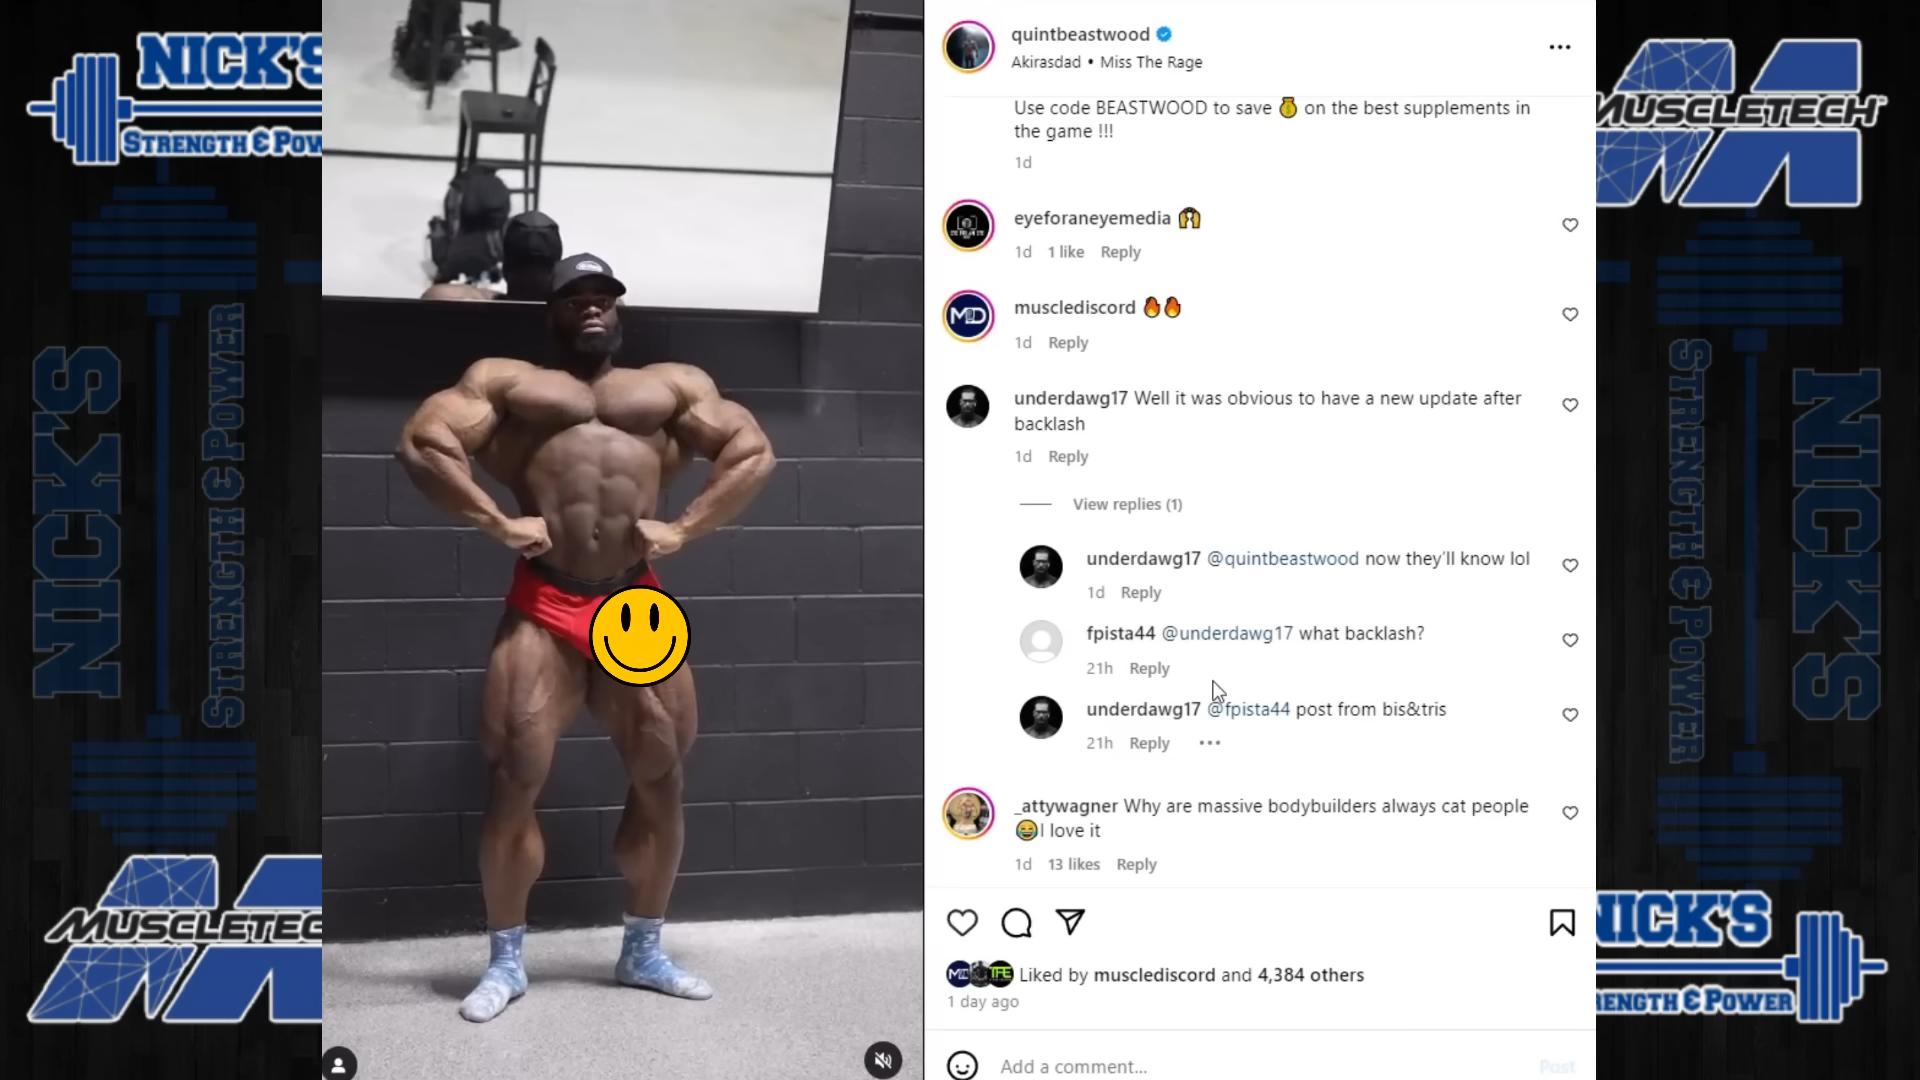 NICK'S
STRENGTH & POW
NICK'S
STRENGTH & POWER
MUSCLETEC
quintbeastwood
Akirasdad • Miss The Rage
Use code BEASTWOOD to save 💰 on the best supplements in
the game !!!
1d
eyeforaneyemedia 🙌
1d 1 like Reply
musclediscord 🔥🔥
1d Reply
underdawg17 Well it was obvious to have a new update after
backlash
1d Reply
View replies (1)
underdawg17 @quintbeastwood now they'll know lol
1d Reply
fpista44 @underdawg17 what backlash?
21h Reply
underdawg17 @fpista44 post from bis&tris
21h Reply
_attywagner Why are massive bodybuilders always cat people
😂I love it
1d 13 likes Reply
Liked by musclediscord and 4,384 others
1 day ago
Add a comment...
Post
MUSCLETECH
STRENGTH & POWER
NICK'S
NICK'S
RENGTH & POWER